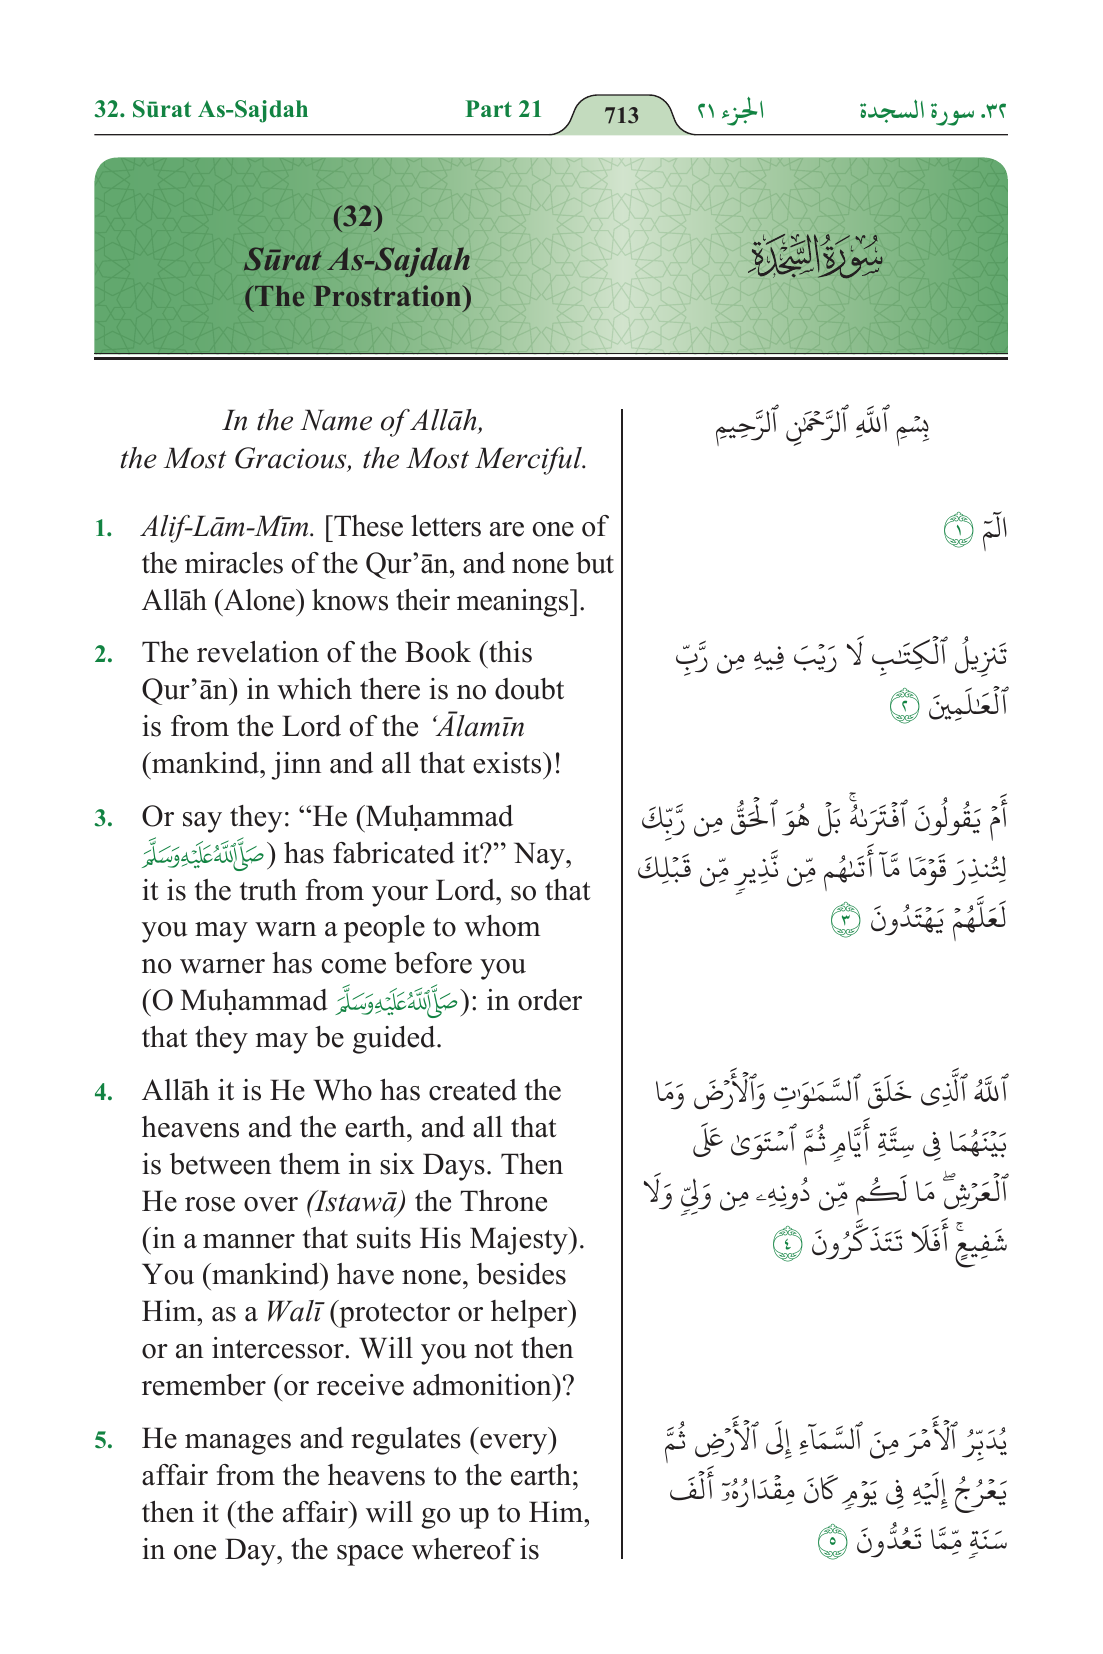 32. Sūrat As-Sajdah Part 21 713 الجزء ٢١ ٣٢. سورة السجدة
(32)
Sūrat As-Sajdah
(The Prostration)
سُورَةُ السَّجْدَةِ
In the Name of Allāh,
the Most Gracious, the Most Merciful.
1. Alif-Lām-Mīm. [These letters are one of
the miracles of the Qur’ān, and none but
Allāh (Alone) knows their meanings].
2. The revelation of the Book (this
Qur’ān) in which there is no doubt
is from the Lord of the ‘Ālamīn
(mankind, jinn and all that exists)!
3. Or say they: “He (Muḥammad
صَلَّى اللَّهُ عَلَيْهِ وَسَلَّمَ) has fabricated it?” Nay,
it is the truth from your Lord, so that
you may warn a people to whom
no warner has come before you
(O Muḥammad صَلَّى اللَّهُ عَلَيْهِ وَسَلَّمَ): in order
that they may be guided.
4. Allāh it is He Who has created the
heavens and the earth, and all that
is between them in six Days. Then
He rose over (Istawā) the Throne
(in a manner that suits His Majesty).
You (mankind) have none, besides
Him, as a Walī (protector or helper)
or an intercessor. Will you not then
remember (or receive admonition)?
5. He manages and regulates (every)
affair from the heavens to the earth;
then it (the affair) will go up to Him,
in one Day, the space whereof is
بِسۡمِ ٱللَّهِ ٱلرَّحۡمَٰنِ ٱلرَّحِيمِ
الٓمٓ ١
تَنزِيلُ ٱلۡكِتَٰبِ لَا رَيۡبَ فِيهِ مِن رَّبِّ
ٱلۡعَٰلَمِينَ ٢
أَمۡ يَقُولُونَ ٱفۡتَرَىٰهُۚ بَلۡ هُوَ ٱلۡحَقُّ مِن رَّبِّكَ
لِتُنذِرَ قَوۡمٗا مَّآ أَتَىٰهُم مِّن نَّذِيرٖ مِّن قَبۡلِكَ
لَعَلَّهُمۡ يَهۡتَدُونَ ٣
ٱللَّهُ ٱلَّذِي خَلَقَ ٱلسَّمَٰوَٰتِ وَٱلۡأَرۡضَ وَمَا
بَيۡنَهُمَا فِي سِتَّةِ أَيَّامٖ ثُمَّ ٱسۡتَوَىٰ عَلَى
ٱلۡعَرۡشِۖ مَا لَكُم مِّن دُونِهِۦ مِن وَلِيّٖ وَلَا
شَفِيعٍۚ أَفَلَا تَتَذَكَّرُونَ ٤
يُدَبِّرُ ٱلۡأَمۡرَ مِنَ ٱلسَّمَآءِ إِلَى ٱلۡأَرۡضِ ثُمَّ
يَعۡرُجُ إِلَيۡهِ فِي يَوۡمٖ كَانَ مِقۡدَارُهُۥٓ أَلۡفَ
سَنَةٖ مِّمَّا تَعُدُّونَ ٥